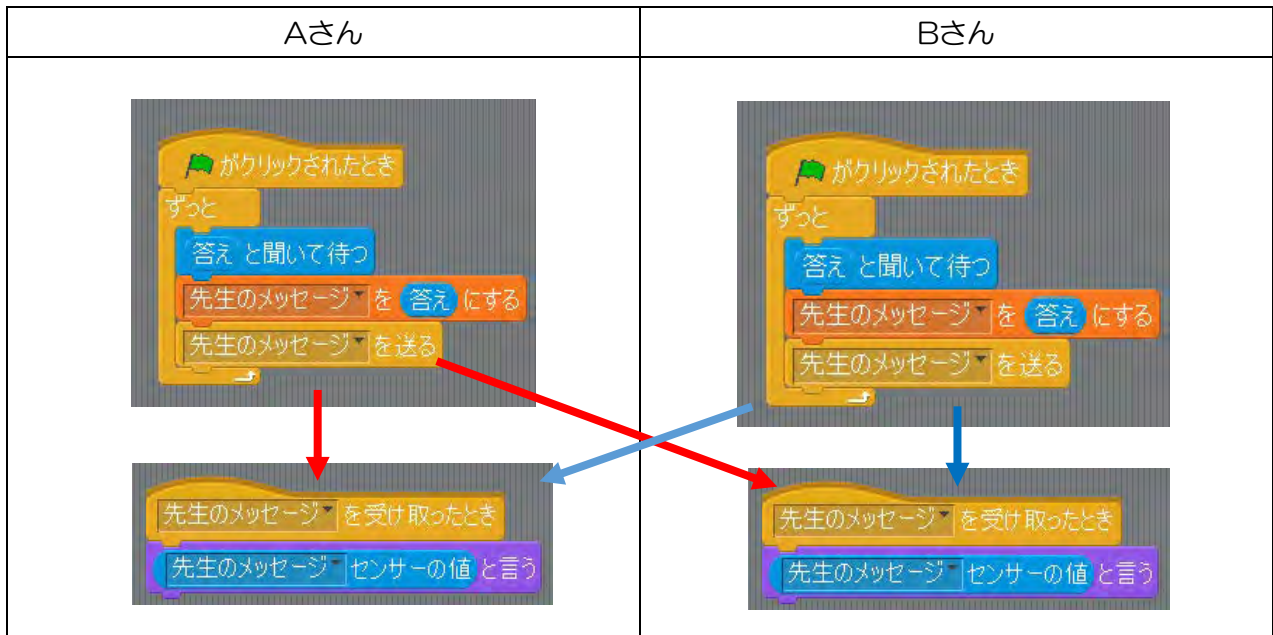 Aさん
がクリックされたとき
ずっと
答え と聞いて待つ
先生のメッセージ を 答え にする
先生のメッセージ を送る
先生のメッセージ を受け取ったとき
先生のメッセージ センサーの値 と言う
Bさん
がクリックされたとき
ずっと
答え と聞いて待つ
先生のメッセージ を 答え にする
先生のメッセージ を送る
先生のメッセージ を受け取ったとき
先生のメッセージ センサーの値 と言う